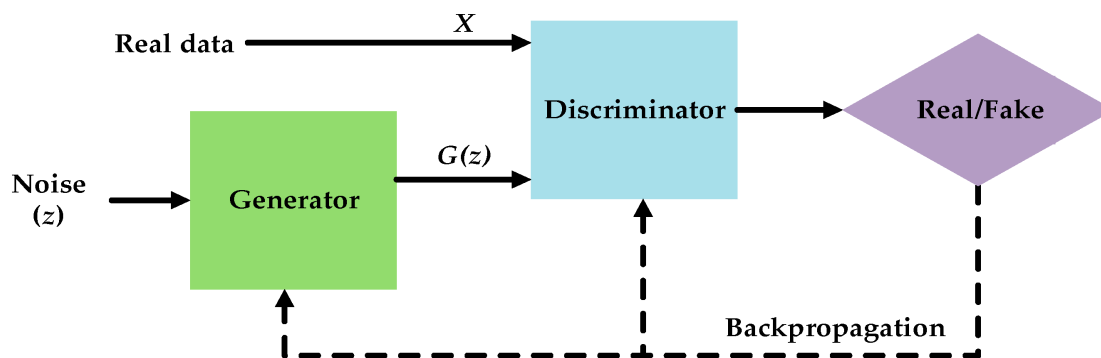 X
Real data
Discriminator
Real/Fake
G(z)
Noise
(z)
Generator
Backpropagation